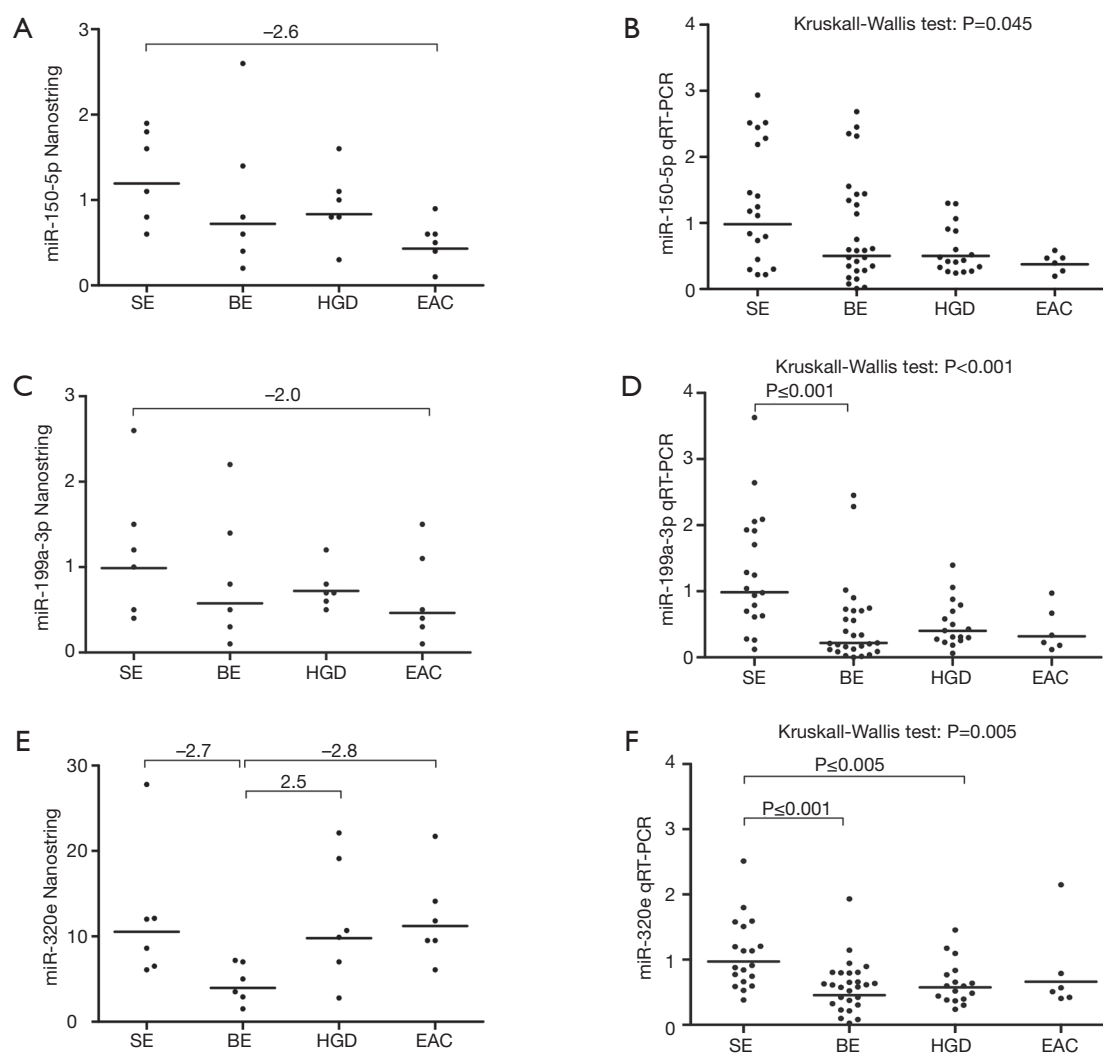 A
miR-150-5p Nanostring
3
2
1
0
–2.6
SE BE HGD EAC
B
Kruskall-Wallis test: P=0.045
miR-150-5p qRT-PCR
4
3
2
1
0
SE BE HGD EAC
C
miR-199a-3p Nanostring
3
2
1
0
–2.0
SE BE HGD EAC
D
Kruskall-Wallis test: P<0.001
P≤0.001
miR-199a-3p qRT-PCR
4
3
2
1
0
SE BE HGD EAC
E
miR-320e Nanostring
30
20
10
0
–2.7 –2.8
2.5
SE BE HGD EAC
F
Kruskall-Wallis test: P=0.005
P≤0.005
P≤0.001
miR-320e qRT-PCR
4
3
2
1
0
SE BE HGD EAC